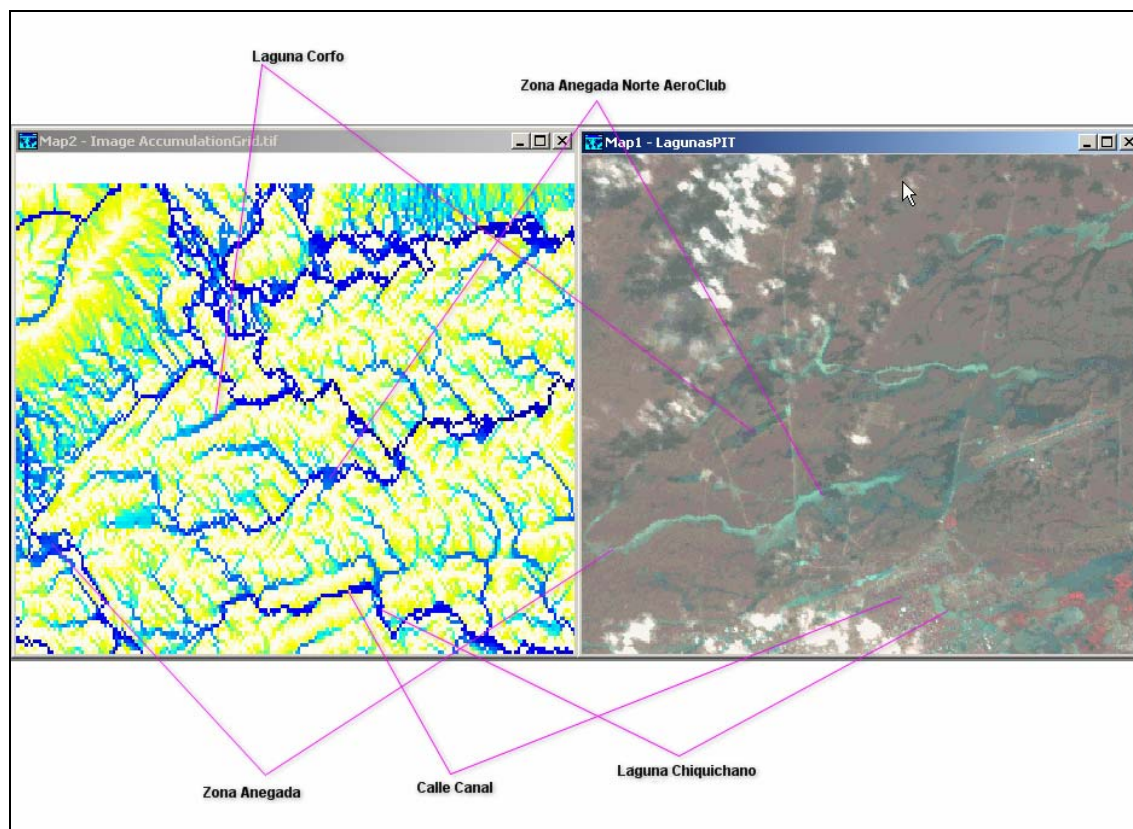 Laguna Corfo
Zona Anegada Norte AeroClub
Map2 - Image AccumulationGrid.tif
Map1 - LagunasPIT
Laguna Chiquichano
Calle Canal
Zona Anegada